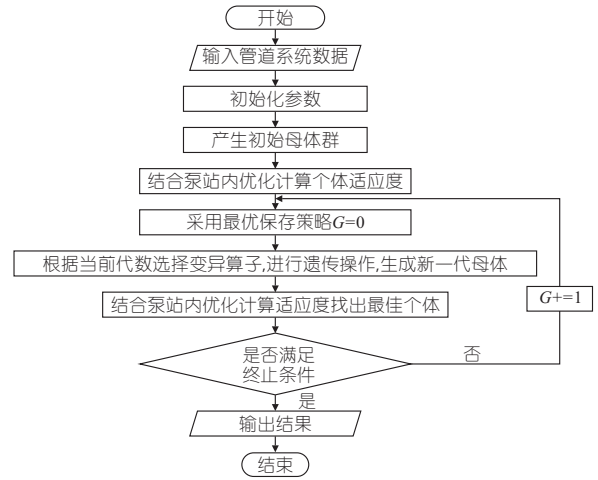 开始
输入管道系统数据
初始化参数
产生初始母体群
结合泵站内优化计算个体适应度
采用最优保存策略G=0
根据当前代数选择变异算子,进行遗传操作,生成新一代母体
结合泵站内优化计算适应度找出最佳个体
G+=1
是否满足
终止条件
否
是
输出结果
结束